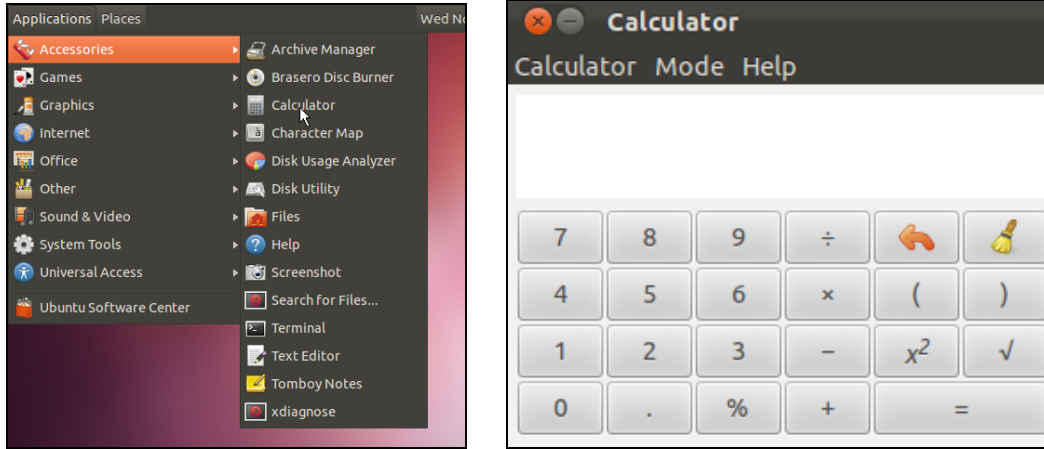 Applications Places Wed No
Accessories
Games
Graphics
Internet
Office
Other
Sound & Video
System Tools
Universal Access
Ubuntu Software Center
Archive Manager
Brasero Disc Burner
Calculator
Character Map
Disk Usage Analyzer
Disk Utility
Files
Help
Screenshot
Search for Files...
Terminal
Text Editor
Tomboy Notes
xdiagnose
Calculator
Calculator Mode Help
7 8 9 ÷
4 5 6 × ( )
1 2 3 − x² √
0 . % + =